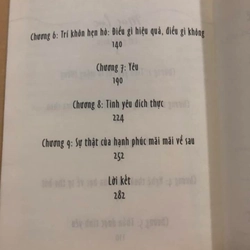 Chương 6: Trí khôn hẹn hò: Điều gì hiệu quả, điều gì không
140
Chương 7: Yêu
190
Chương 8: Tình yêu đích thực
224
Chương 9: Sự thật của hạnh phúc mãi mãi về sau
252
Lời kết
282